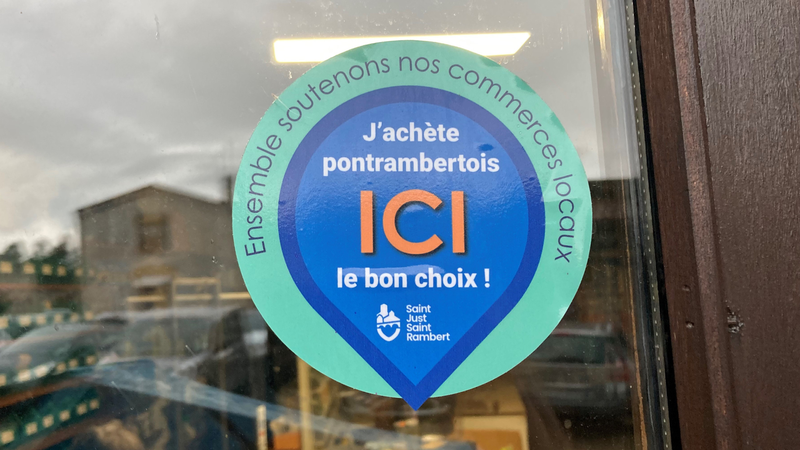 Ensemble soutenons nos commerces locaux
J'achète
pontrambertois
ICI
le bon choix !
Saint
Just
Saint
Rambert